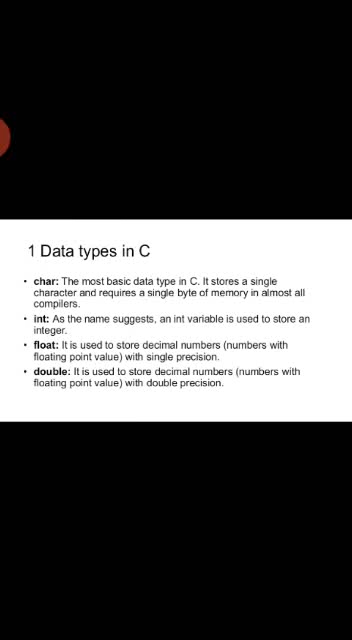 1 Data types in C
• char: The most basic data type in C. It stores a single
character and requires a single byte of memory in almost all
compilers.
• int: As the name suggests, an int variable is used to store an
integer.
• float: It is used to store decimal numbers (numbers with
floating point value) with single precision.
• double: It is used to store decimal numbers (numbers with
floating point value) with double precision.